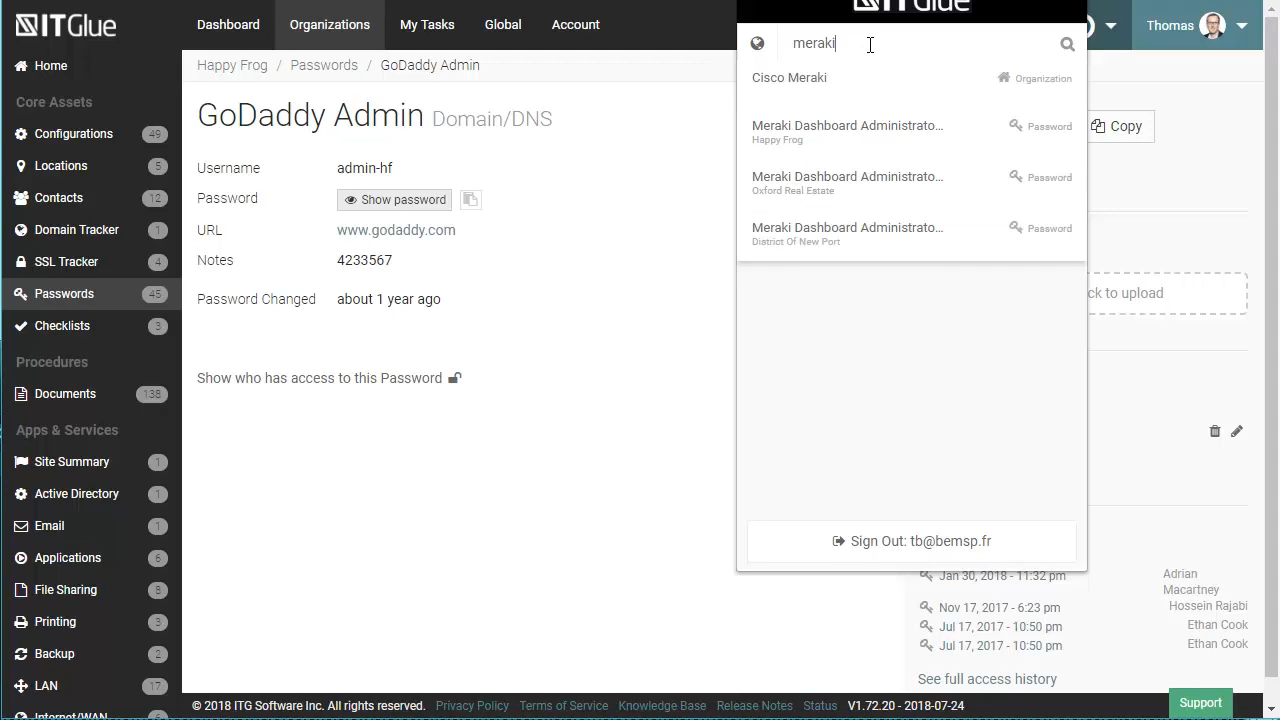 ITGlue
Dashboard
Organizations
My Tasks
Global
Account
ITGlue
Thomas
Home
Core Assets
Configurations 49
Locations 5
Contacts 12
Domain Tracker 1
SSL Tracker 4
Passwords 45
Checklists 3
Procedures
Documents 138
Apps & Services
Site Summary 1
Active Directory 1
Email 1
Applications 6
File Sharing 8
Printing 3
Backup 2
LAN 17
Internet/WAN
Happy Frog / Passwords / GoDaddy Admin
GoDaddy Admin Domain/DNS
Username admin-hf
Password Show password
URL www.godaddy.com
Notes 4233567
Password Changed about 1 year ago
Show who has access to this Password
meraki
Cisco Meraki Organization
Meraki Dashboard Administrato... Password
Happy Frog
Meraki Dashboard Administrato... Password
Oxford Real Estate
Meraki Dashboard Administrato... Password
District Of New Port
Sign Out: tb@bemsp.fr
Copy
to upload
Jan 30, 2018 - 11:32 pm Adrian
Macartney
Nov 17, 2017 - 6:23 pm Hossein Rajabi
Jul 17, 2017 - 10:50 pm Ethan Cook
Jul 17, 2017 - 10:50 pm Ethan Cook
See full access history
© 2018 ITG Software Inc. All rights reserved. Privacy Policy Terms of Service Knowledge Base Release Notes Status V1.72.20 - 2018-07-24
Support